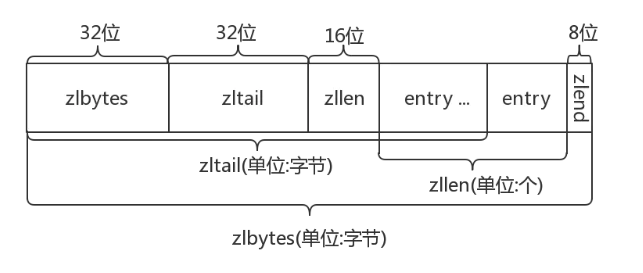 32位 32位 16位 8位
zlbytes zltail zllen entry ... entry zlend
zltail(单位:字节)
zllen(单位:个)
zlbytes(单位:字节)